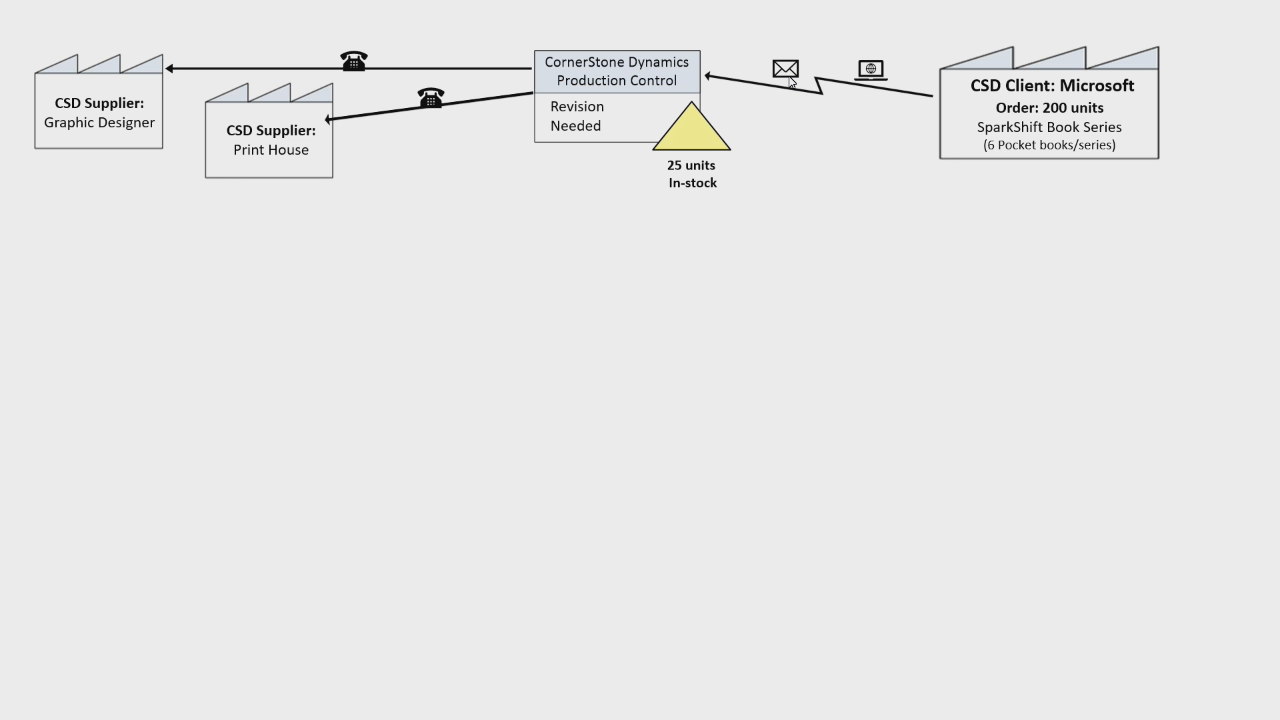 CSD Supplier:
Graphic Designer
CSD Supplier:
Print House
CornerStone Dynamics
Production Control
Revision
Needed
25 units
In-stock
CSD Client: Microsoft
Order: 200 units
SparkShift Book Series
(6 Pocket books/series)